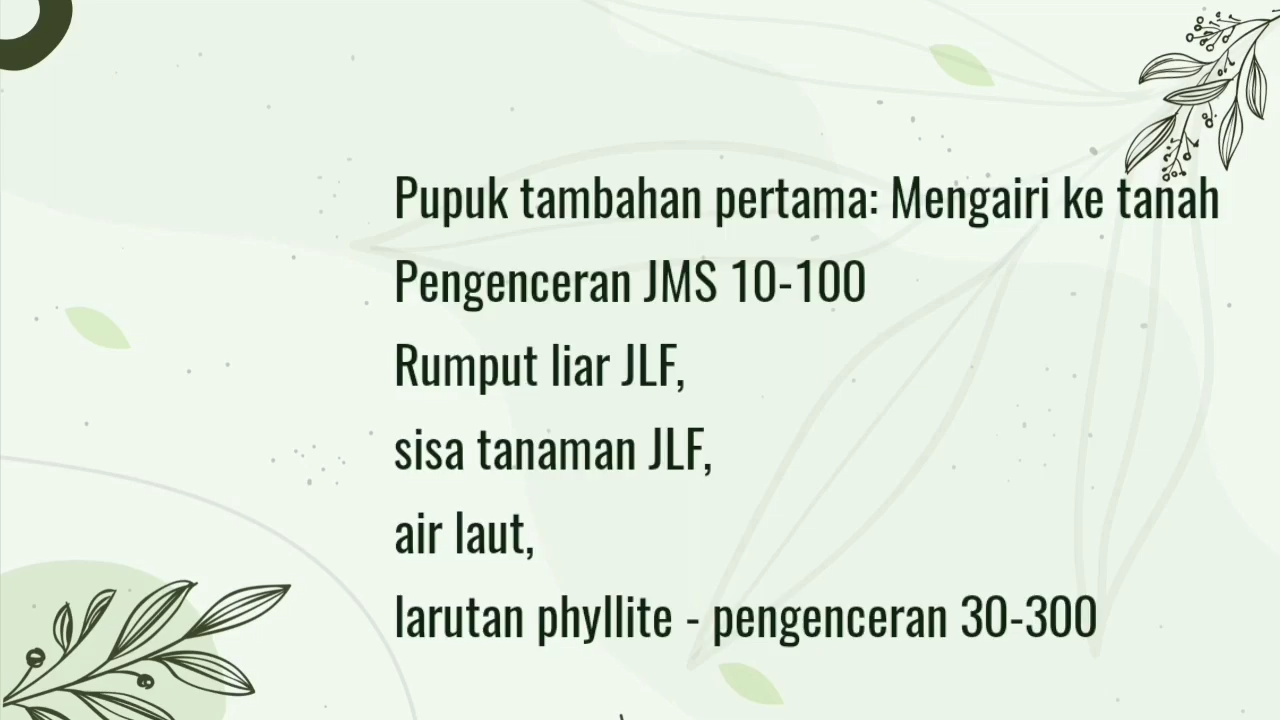 Pupuk tambahan pertama: Mengairi ke tanah
Pengenceran JMS 10-100
Rumput liar JLF,
sisa tanaman JLF,
air laut,
larutan phyllite - pengenceran 30-300